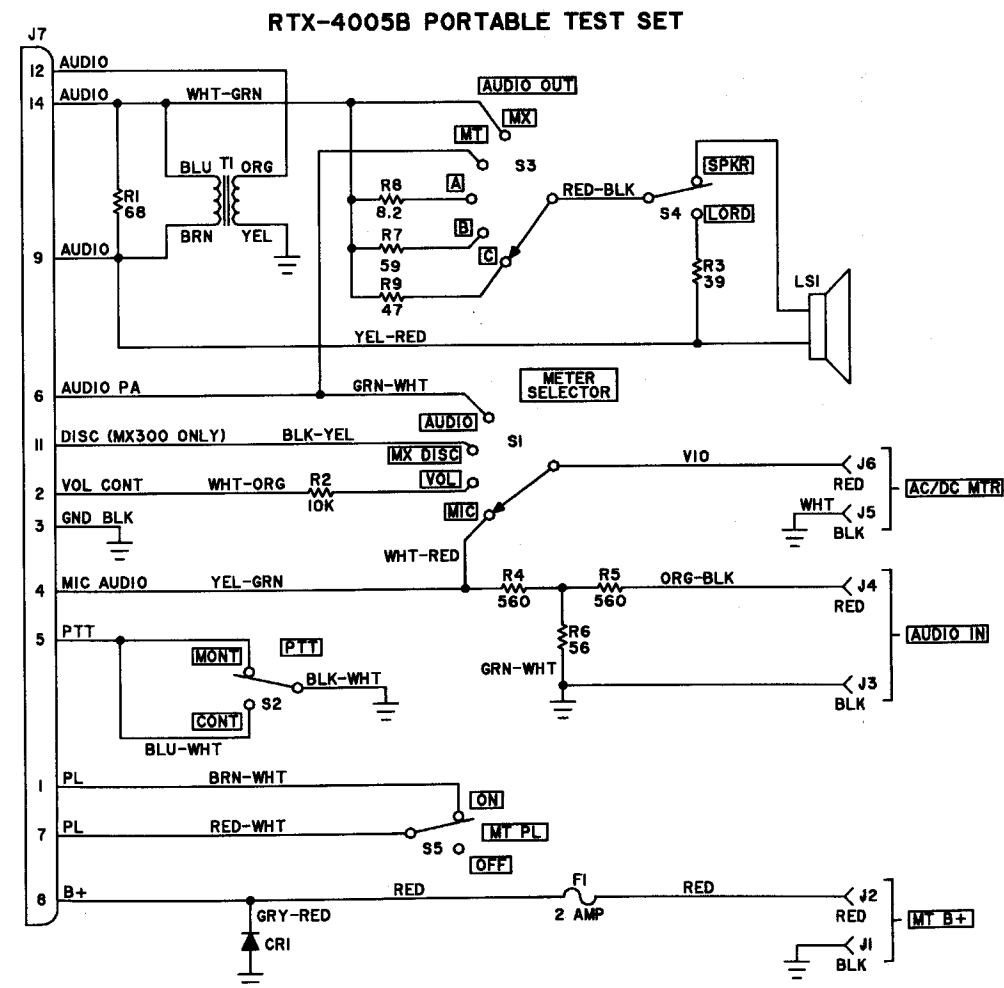 RTX-4005B PORTABLE TEST SET
J7
12 AUDIO
14 AUDIO
WHT-GRN
AUDIO OUT
MX
MT
S3
BLU T1 ORG
A
R8
8.2
RED-BLK
SPKR
S4
LORD
R1
68
BRN YEL
B
R7
59
C
9 AUDIO
R9
47
R3
39
LS1
YEL-RED
6 AUDIO PA
GRN-WHT
METER
SELECTOR
AUDIO
S1
11 DISC (MX300 ONLY)
BLK-YEL
MX DISC
VIO
J6
RED
AC/DC MTR
2 VOL CONT
WHT-ORG
R2
10K
VOL
MIC
WHT
J5
BLK
3 GND BLK
WHT-RED
4 MIC AUDIO
YEL-GRN
R4
560
R5
560
ORG-BLK
J4
RED
AUDIO IN
5 PTT
R6
56
PTT
MONT
GRN-WHT
BLK-WHT
J3
BLK
S2
CONT
BLU-WHT
1 PL
BRN-WHT
ON
7 PL
RED-WHT
MT PL
S5
OFF
8 B+
RED
F1
2 AMP
RED
J2
RED
MT B+
GRY-RED
CR1
J1
BLK